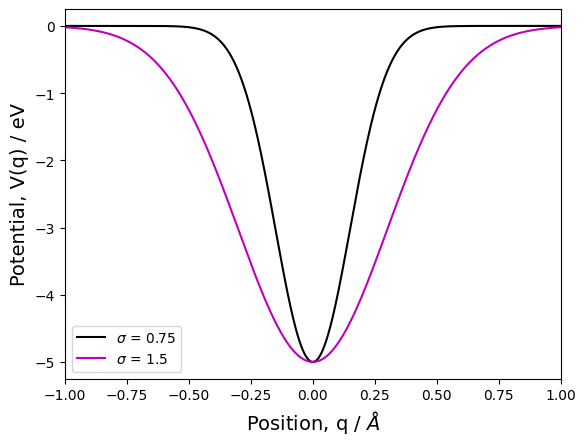 0
−1
−2
−3
−4
−5
Potential, V(q) / eV
σ = 0.75
σ = 1.5
−1.00 −0.75 −0.50 −0.25 0.00 0.25 0.50 0.75 1.00
Position, q / Å